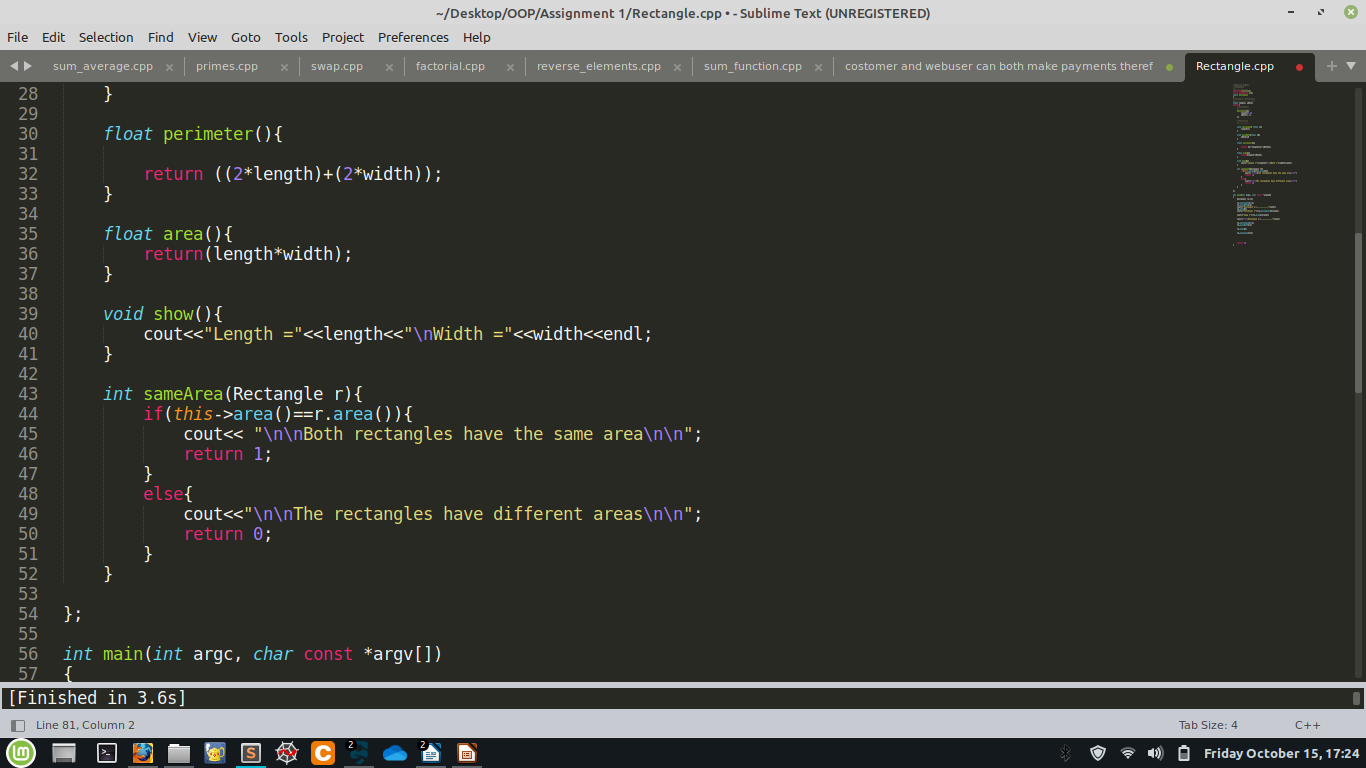 ~/Desktop/OOP/Assignment 1/Rectangle.cpp • - Sublime Text (UNREGISTERED)
File Edit Selection Find View Goto Tools Project Preferences Help
sum_average.cpp × primes.cpp × swap.cpp × factorial.cpp × reverse_elements.cpp × sum_function.cpp × costomer and webuser can both make payments theref Rectangle.cpp
28 }
29
30 float perimeter(){
31
32 return ((2*length)+(2*width));
33 }
34
35 float area(){
36 return(length*width);
37 }
38
39 void show(){
40 cout<<"Length ="<<length<<"\nWidth ="<<width<<endl;
41 }
42
43 int sameArea(Rectangle r){
44 if(this->area()==r.area()){
45 cout<< "\n\nBoth rectangles have the same area\n\n";
46 return 1;
47 }
48 else{
49 cout<<"\n\nThe rectangles have different areas\n\n";
50 return 0;
51 }
52 }
53
54 };
55
56 int main(int argc, char const *argv[])
57 {
[Finished in 3.6s]
Line 81, Column 2 Tab Size: 4 C++
2 2 Friday October 15, 17:24